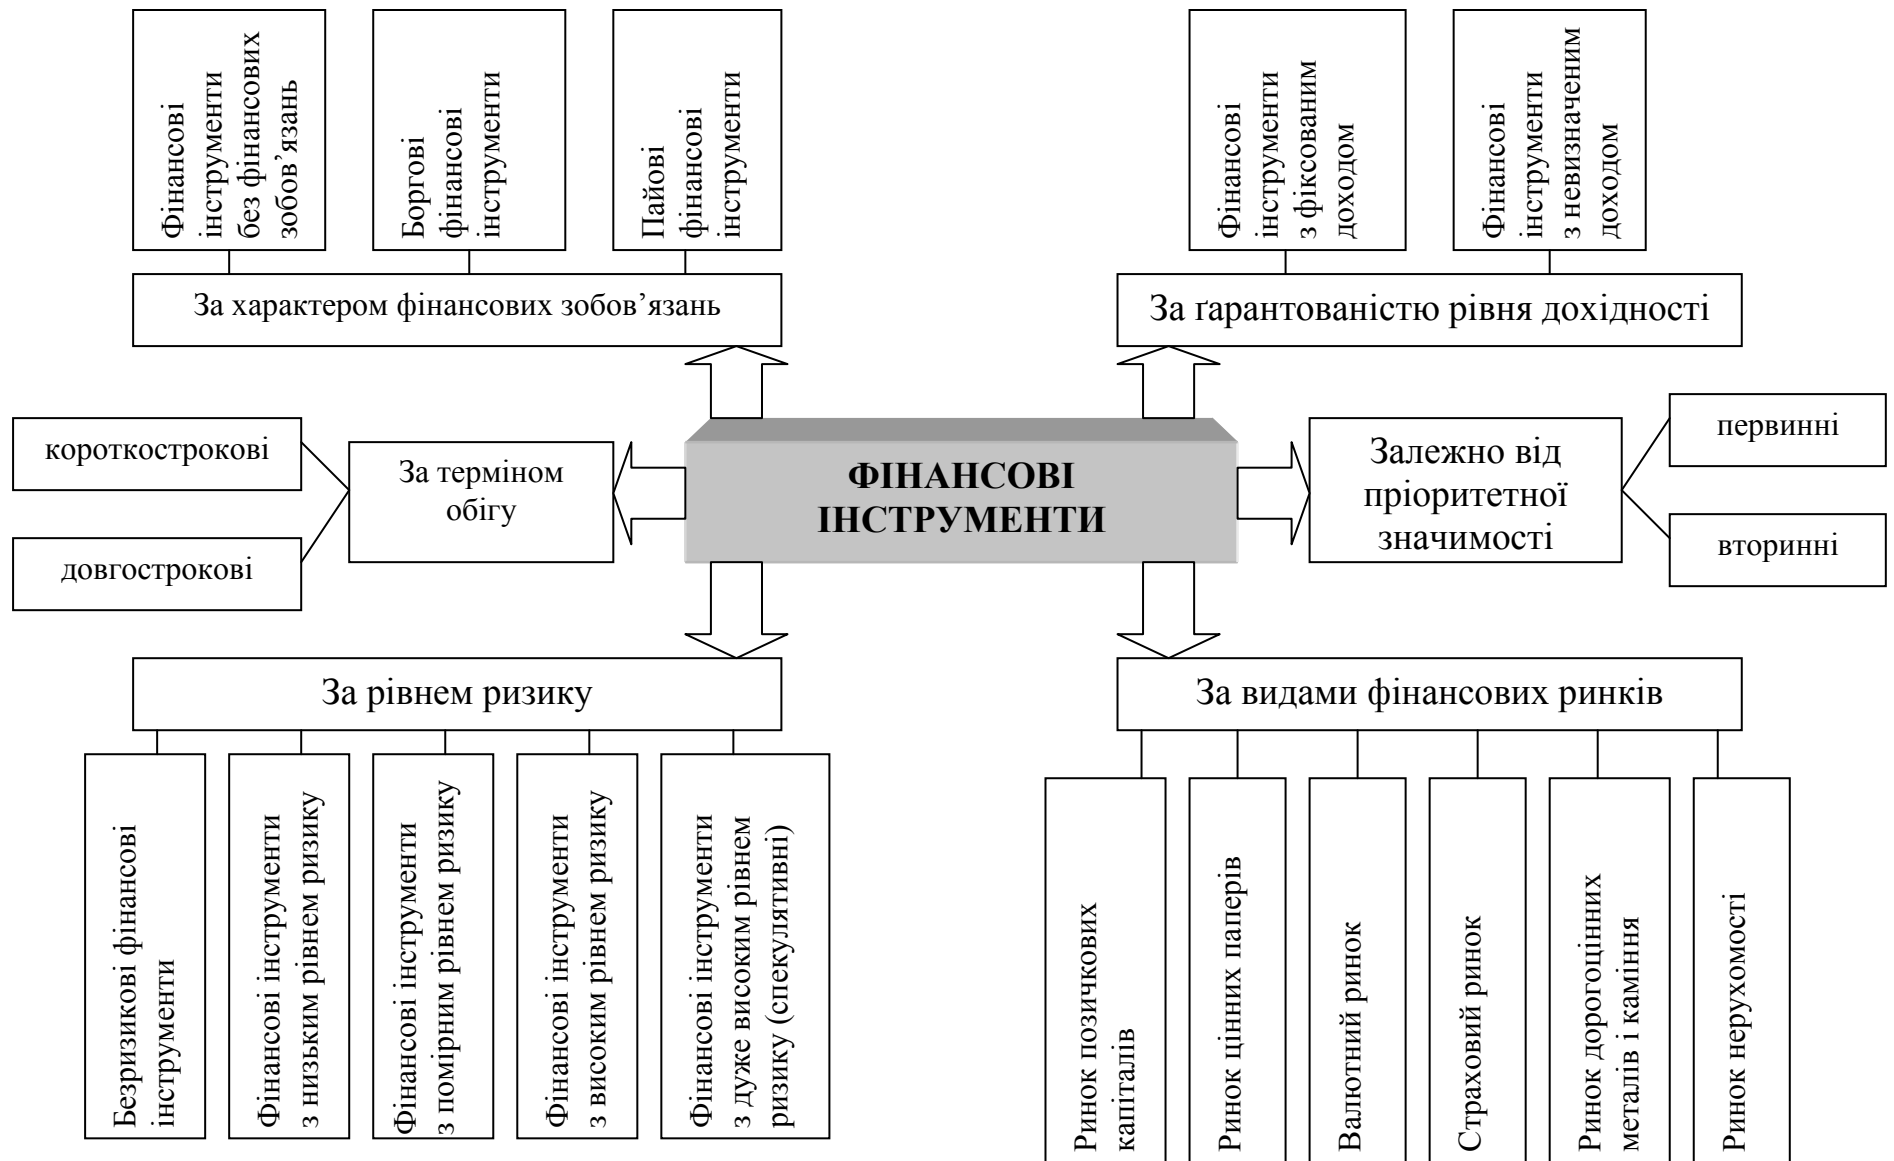 Фінансові
інструменти
без фінансових
зобов’язань
Боргові
фінансові
інструменти
Пайові
фінансові
інструменти
Фінансові
інструменти
з фіксованим
доходом
Фінансові
інструменти
з невизначеним
доходом
За характером фінансових зобов’язань
За ґарантованістю рівня дохідності
короткострокові
довгострокові
За терміном
обігу
ФІНАНСОВІ
ІНСТРУМЕНТИ
Залежно від
пріоритетної
значимості
первинні
вторинні
За рівнем ризику
За видами фінансових ринків
Безризикові фінансові
інструменти
Фінансові інструменти
з низьким рівнем ризику
Фінансові інструменти
з помірним рівнем ризику
Фінансові інструменти
з високим рівнем ризику
Фінансові інструменти
з дуже високим рівнем
ризику (спекулятивні)
Ринок позичкових
капіталів
Ринок цінних паперів
Валютний ринок
Страховий ринок
Ринок дорогоцінних
металів і каміння
Ринок нерухомості